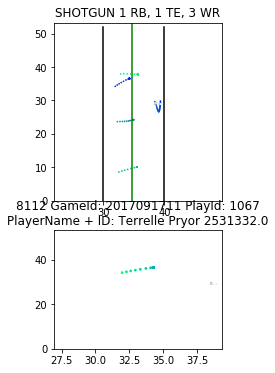 SHOTGUN 1 RB, 1 TE, 3 WR
50
40
30
20
10
0
30
40
8112 GameId: 2017091711 PlayId: 1067
PlayerName + ID: Terrelle Pryor 2531332.0
40
20
0
27.5 30.0 32.5 35.0 37.5